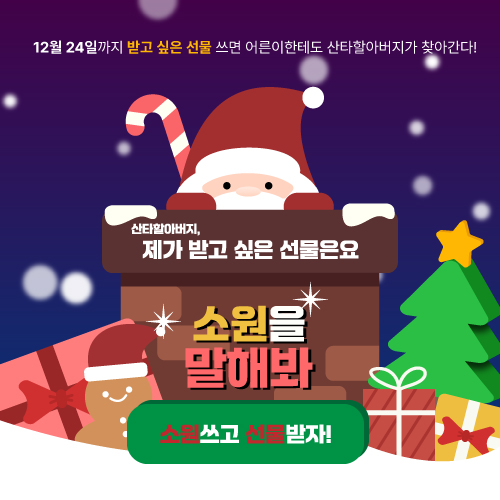 12월 24일까지 받고 싶은 선물 쓰면 어른이한테도 산타할아버지가 찾아간다!
산타할아버지,
제가 받고 싶은 선물은요
소원을
말해봐
소원쓰고 선물받자!